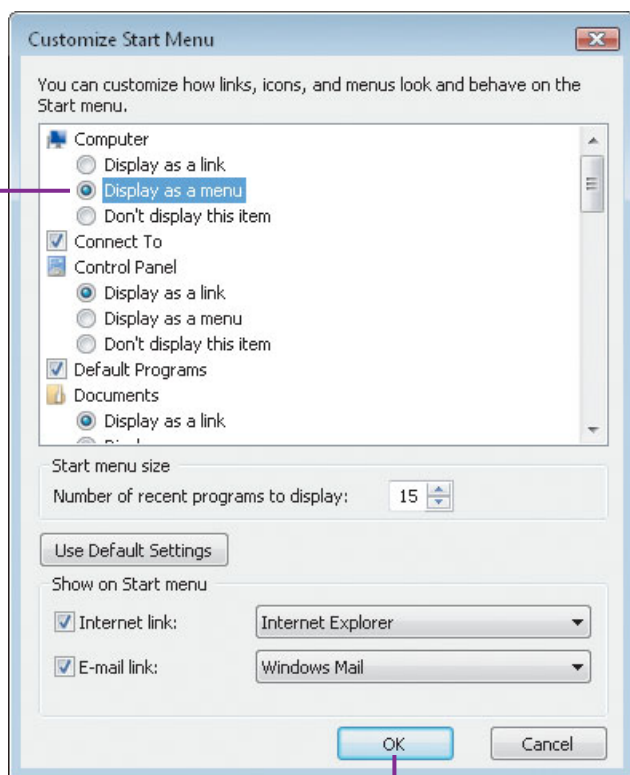 Customize Start Menu
You can customize how links, icons, and menus look and behave on the
Start menu.
Computer
Display as a link
Display as a menu
Don't display this item
Connect To
Control Panel
Display as a link
Display as a menu
Don't display this item
Default Programs
Documents
Display as a link
Start menu size
Number of recent programs to display: 15
Use Default Settings
Show on Start menu
Internet link: Internet Explorer
E-mail link: Windows Mail
OK Cancel